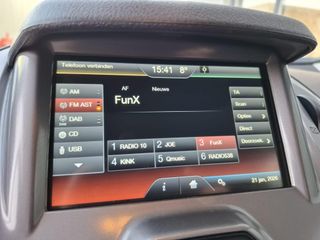 Telefoon verbinden
15:41 8°
AM
FM AST
DAB
CD
USB
AF Nieuws
FunX
TA
Scan
Opties
Direct
Doorzoek.
1 RADIO 10 2 JOE 3 FunX
4 KINK 5 Qmusic 6 RADIO538
i
21 jan, 2026